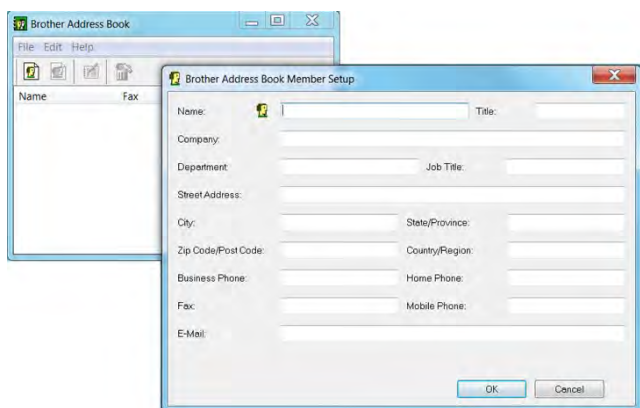 Brother Address Book
File Edit Help
Name Fax
Brother Address Book Member Setup
Name: Title:
Company:
Department: Job Title:
Street Address:
City: State/Province:
Zip Code/Post Code: Country/Region:
Business Phone: Home Phone:
Fax: Mobile Phone:
E-Mail:
OK Cancel